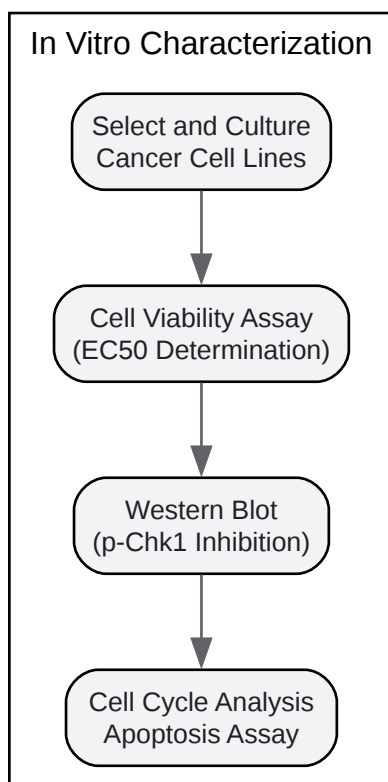 In Vitro Characterization
Select and Culture
Cancer Cell Lines
Cell Viability Assay
(EC50 Determination)
Western Blot
(p-Chk1 Inhibition)
Cell Cycle Analysis
Apoptosis Assay